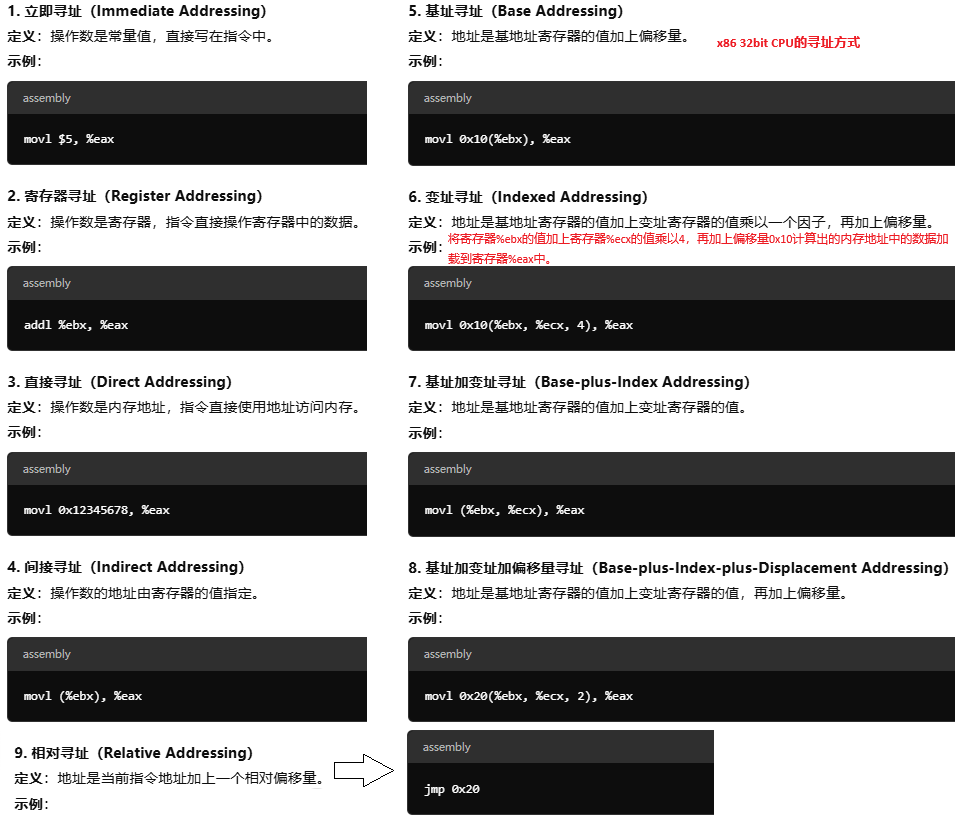 1. 立即寻址（Immediate Addressing）
定义：操作数是常量值，直接写在指令中。
示例：
assembly
movl $5, %eax
2. 寄存器寻址（Register Addressing）
定义：操作数是寄存器，指令直接操作寄存器中的数据。
示例：
assembly
addl %ebx, %eax
3. 直接寻址（Direct Addressing）
定义：操作数是内存地址，指令直接使用地址访问内存。
示例：
assembly
movl 0x12345678, %eax
4. 间接寻址（Indirect Addressing）
定义：操作数的地址由寄存器的值指定。
示例：
assembly
movl (%ebx), %eax
5. 基址寻址（Base Addressing）
定义：地址是基地址寄存器的值加上偏移量。
x86 32bit CPU的寻址方式
示例：
assembly
movl 0x10(%ebx), %eax
6. 变址寻址（Indexed Addressing）
定义：地址是基地址寄存器的值加上变址寄存器的值乘以一个因子，再加上偏移量。
示例：
将寄存器%ebx的值加上寄存器%ecx的值乘以4，再加上偏移量0x10计算出的内存地址中的数据加
载到寄存器%eax中。
assembly
movl 0x10(%ebx, %ecx, 4), %eax
7. 基址加变址寻址（Base-plus-Index Addressing）
定义：地址是基地址寄存器的值加上变址寄存器的值。
示例：
assembly
movl (%ebx, %ecx), %eax
8. 基址加变址加偏移量寻址（Base-plus-Index-plus-Displacement Addressing）
定义：地址是基地址寄存器的值加上变址寄存器的值，再加上偏移量。
示例：
assembly
movl 0x20(%ebx, %ecx, 2), %eax
9. 相对寻址（Relative Addressing）
定义：地址是当前指令地址加上一个相对偏移量。
示例：
assembly
jmp 0x20